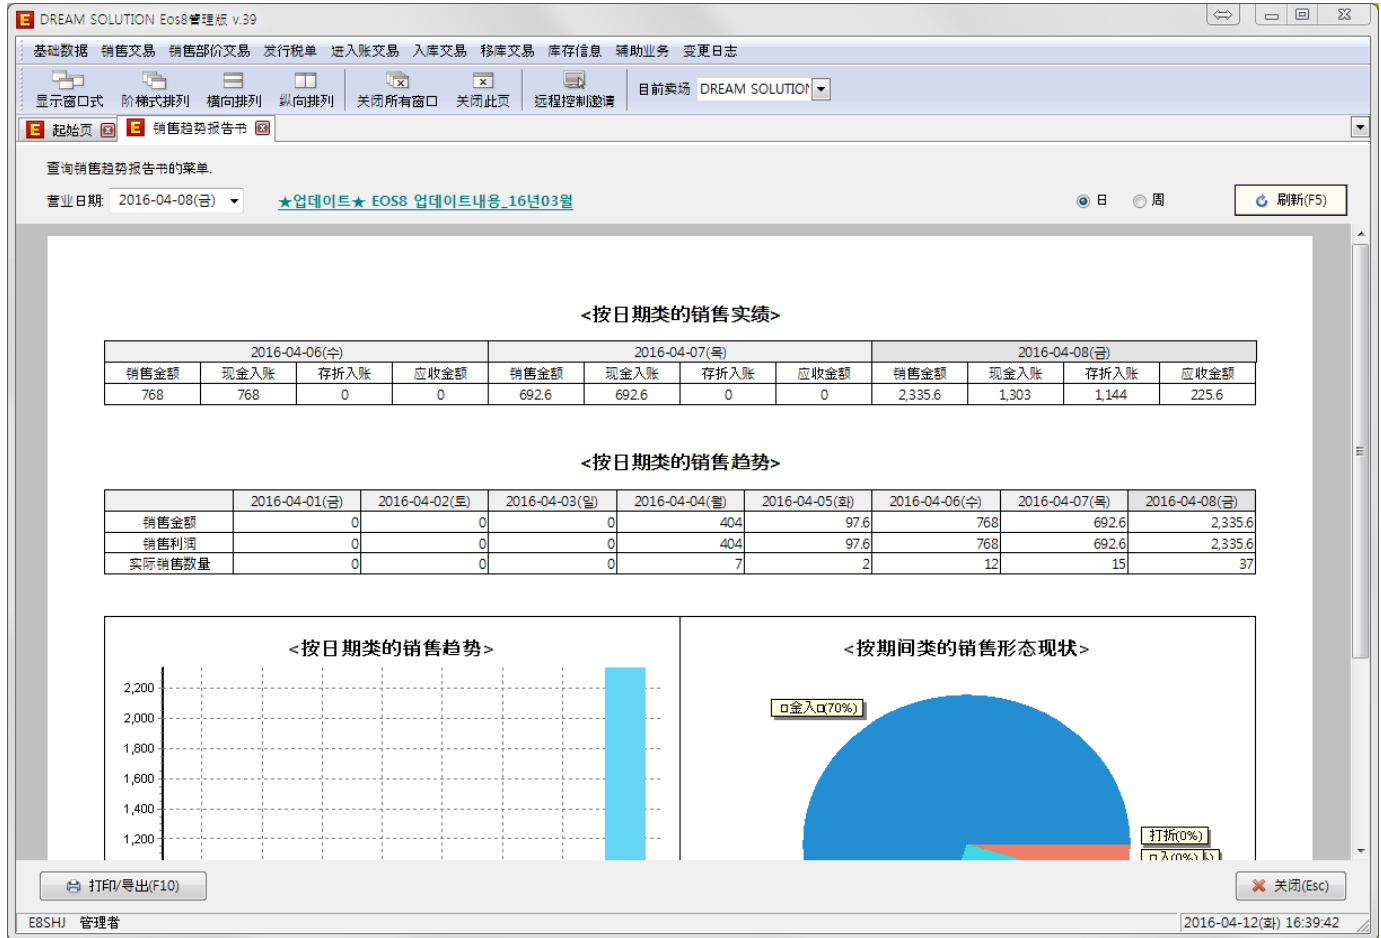 DREAM SOLUTION Eos8管理版 v.39
基础数据 销售交易 销售部价交易 发行税单 进入账交易 入库交易 移库交易 库存信息 辅助业务 变更日志
显示窗口式 阶梯式排列 横向排列 纵向排列 关闭所有窗口 关闭此页 远程控制邀请 目前卖场 DREAM SOLUTION
起始页 销售趋势报告书
查询销售趋势报告书的菜单.
营业日期: 2016-04-08(금) ★업데이트★ EOS8 업데이트내용_16년03월 日 周 刷新(F5)
<按日期类的销售实绩>
2016-04-06(수) 2016-04-07(목) 2016-04-08(금)
销售金额 现金入账 存折入账 应收金额 销售金额 现金入账 存折入账 应收金额 销售金额 现金入账 存折入账 应收金额
768 768 0 0 692.6 692.6 0 0 2,335.6 1,303 1,144 225.6
<按日期类的销售趋势>
2016-04-01(금) 2016-04-02(토) 2016-04-03(일) 2016-04-04(월) 2016-04-05(화) 2016-04-06(수) 2016-04-07(목) 2016-04-08(금)
销售金额 0 0 0 404 97.6 768 692.6 2,335.6
销售利润 0 0 0 404 97.6 768 692.6 2,335.6
实际销售数量 0 0 0 7 2 12 15 37
<按日期类的销售趋势>
2,200
2,000
1,800
1,600
1,400
1,200
<按期间类的销售形态现状>
□金入□(70%)
打折(0%)
□入(0%)
打印/导出(F10) 关闭(Esc)
E8SHJ 管理者 2016-04-12(화) 16:39:42